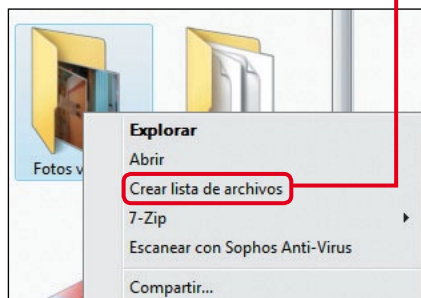 Explorar
Abrir
Fotos v
Crear lista de archivos
7-Zip
Escanear con Sophos Anti-Virus
Compartir...